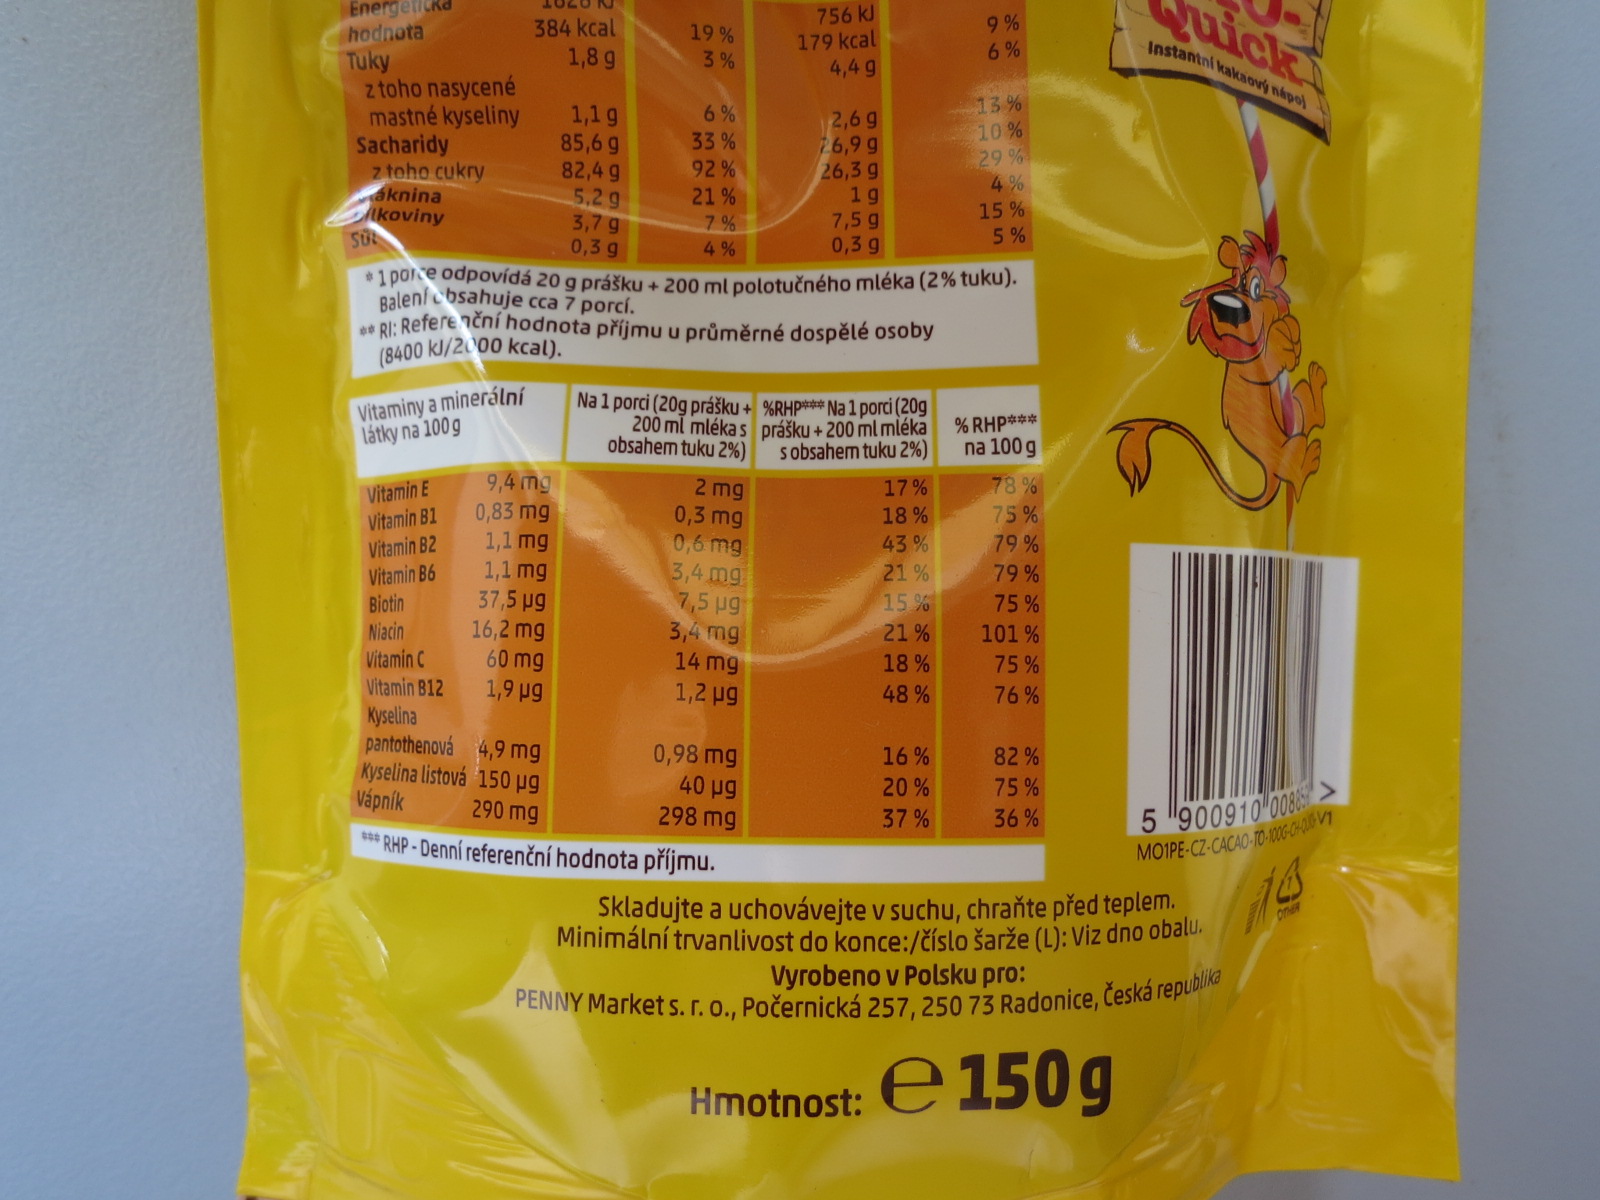 Energetická 756 kJ 9 %
hodnota 384 kcal 19 % 179 kcal 6 %
Tuky 1,8 g 3 % 4,4 g
z toho nasycené
mastné kyseliny 1,1 g 6 % 2,6 g 13 %
Sacharidy 85,6 g 33 % 26,9 g 10 %
z toho cukry 82,4 g 92 % 26,3 g 29 %
5,2 g 21 % 1 g 4 %
3,7 g 7 % 7,5 g 15 %
Sůl 0,3 g 4 % 0,3 g 5 %
* 1 porce odpovídá 20 g prášku + 200 ml polotučného mléka (2% tuku).
Balení obsahuje cca 7 porcí.
** RI: Referenční hodnota příjmu u průměrné dospělé osoby
(8400 kJ/2000 kcal).
Vitaminy a minerální
látky na 100 g
Na 1 porci (20g prášku +
200 ml mléka s
obsahem tuku 2%)
%RHP*** Na 1 porci (20g
prášku + 200 ml mléka
s obsahem tuku 2%)
% RHP***
na 100 g
Vitamin E 9,4 mg 2 mg 17 % 78 %
Vitamin B1 0,83 mg 0,3 mg 18 % 75 %
Vitamin B2 1,1 mg 0,6 mg 43 % 79 %
Vitamin B6 1,1 mg 3,4 mg 21 % 79 %
Biotin 37,5 µg 7,5 µg 15 % 75 %
Niacin 16,2 mg 3,4 mg 21 % 101 %
Vitamin C 60 mg 14 mg 18 % 75 %
Vitamin B12 1,9 µg 1,2 µg 48 % 76 %
Kyselina
pantothenová 4,9 mg 0,98 mg 16 % 82 %
Kyselina listová 150 µg 40 µg 20 % 75 %
Vápník 290 mg 298 mg 37 % 36 %
*** RHP - Denní referenční hodnota příjmu.
Skladujte a uchovávejte v suchu, chraňte před teplem.
Minimální trvanlivost do konce:/číslo šarže (L): Viz dno obalu.
Vyrobeno v Polsku pro:
PENNY Market s. r. o., Počernická 257, 250 73 Radonice, Česká republika
Hmotnost: e 150 g
Quick
Instantní kakaový nápoj
5 900910
OTHER